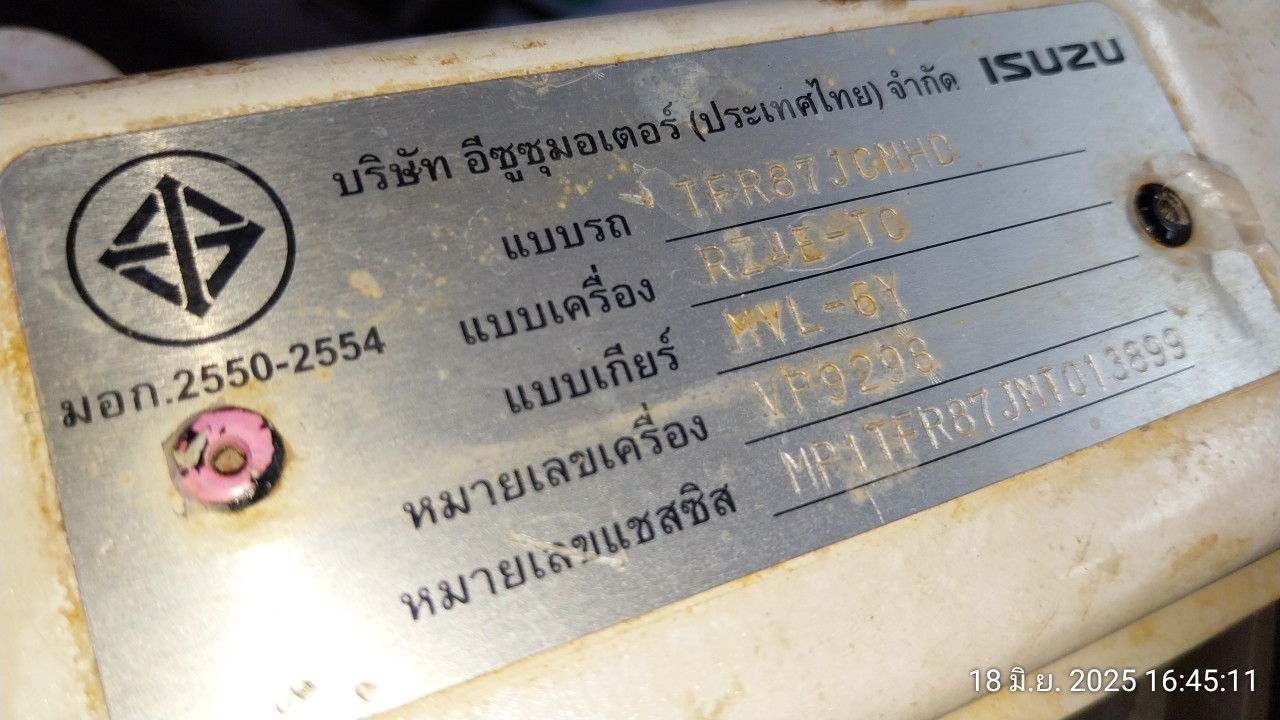 ISUZU
บริษัท อีซูซุมอเตอร์ (ประเทศไทย) จำกัด
แบบรถ TFR87JGMHD
แบบเครื่อง RZ4E-TC
แบบเกียร์ MVL-6Y
หมายเลขเครื่อง VP9298
หมายเลขแชสซิส MP1TFR87JMT013899
มอก.2550-2554
18 มิ.ย. 2025 16:45:11